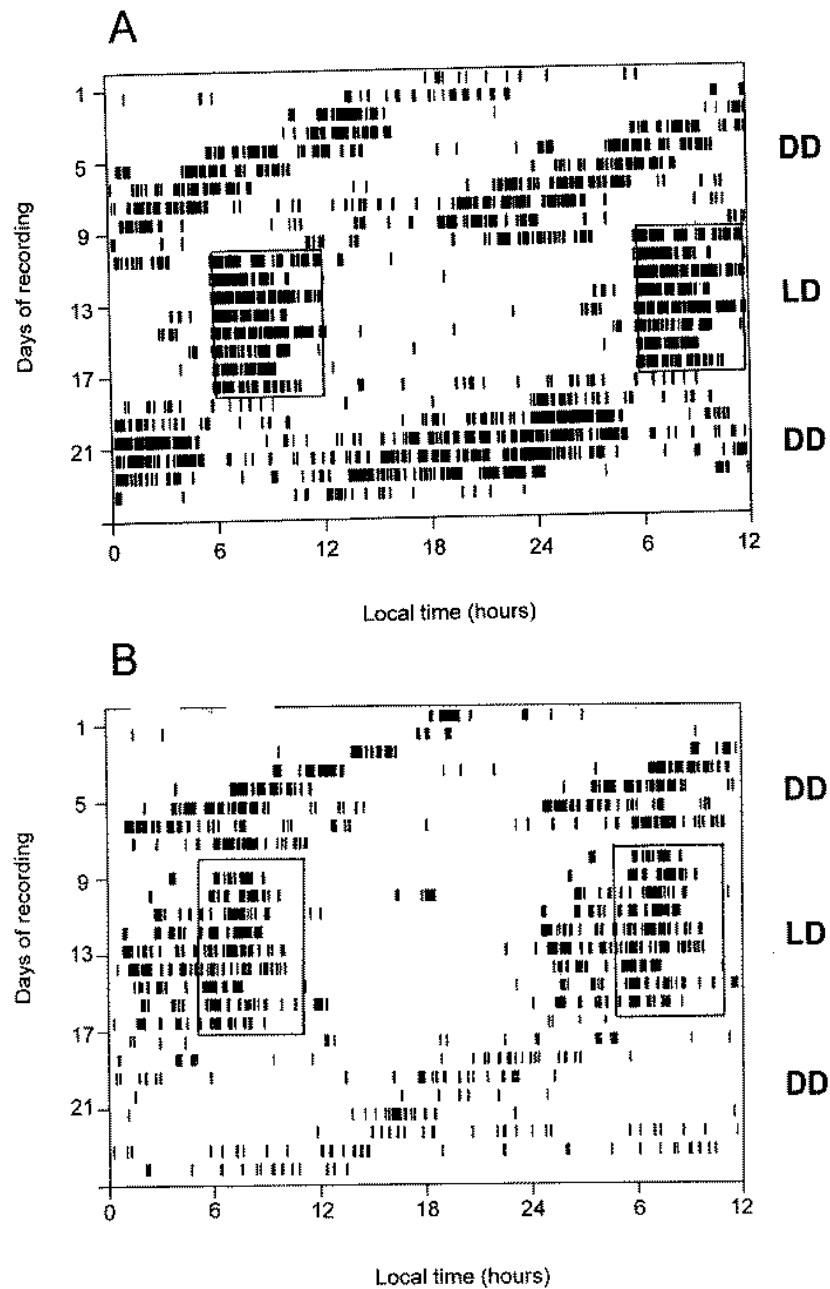 A
1
5
9
13
17
21
Days of recording
DD
LD
DD
0 6 12 18 24 6 12
Local time (hours)
B
1
5
9
13
17
21
Days of recording
DD
LD
DD
0 6 12 18 24 6 12
Local time (hours)